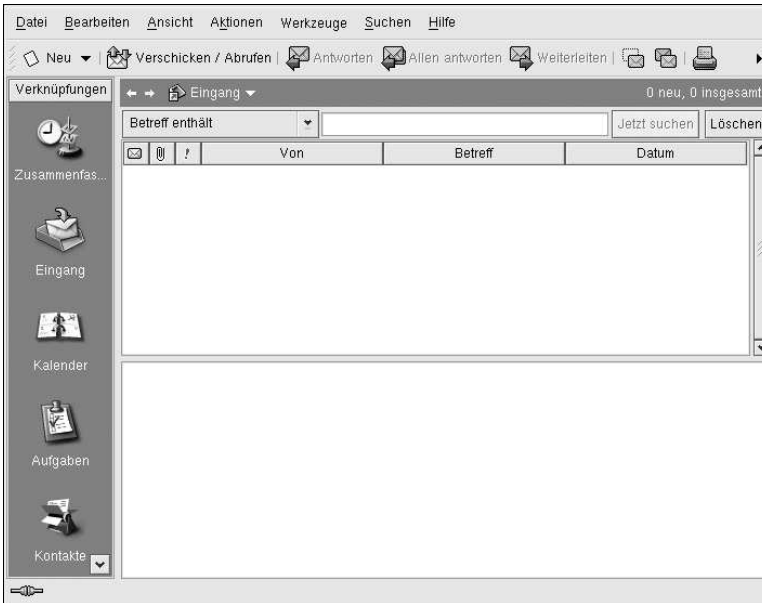 Datei Bearbeiten Ansicht Aktionen Werkzeuge Suchen Hilfe
Neu Verschicken / Abrufen Antworten Allen antworten Weiterleiten
Verknüpfungen
Eingang 0 neu, 0 insgesamt
Betreff enthält Jetzt suchen Löschen
! Von Betreff Datum
Zusammenfas...
Eingang
Kalender
Aufgaben
Kontakte